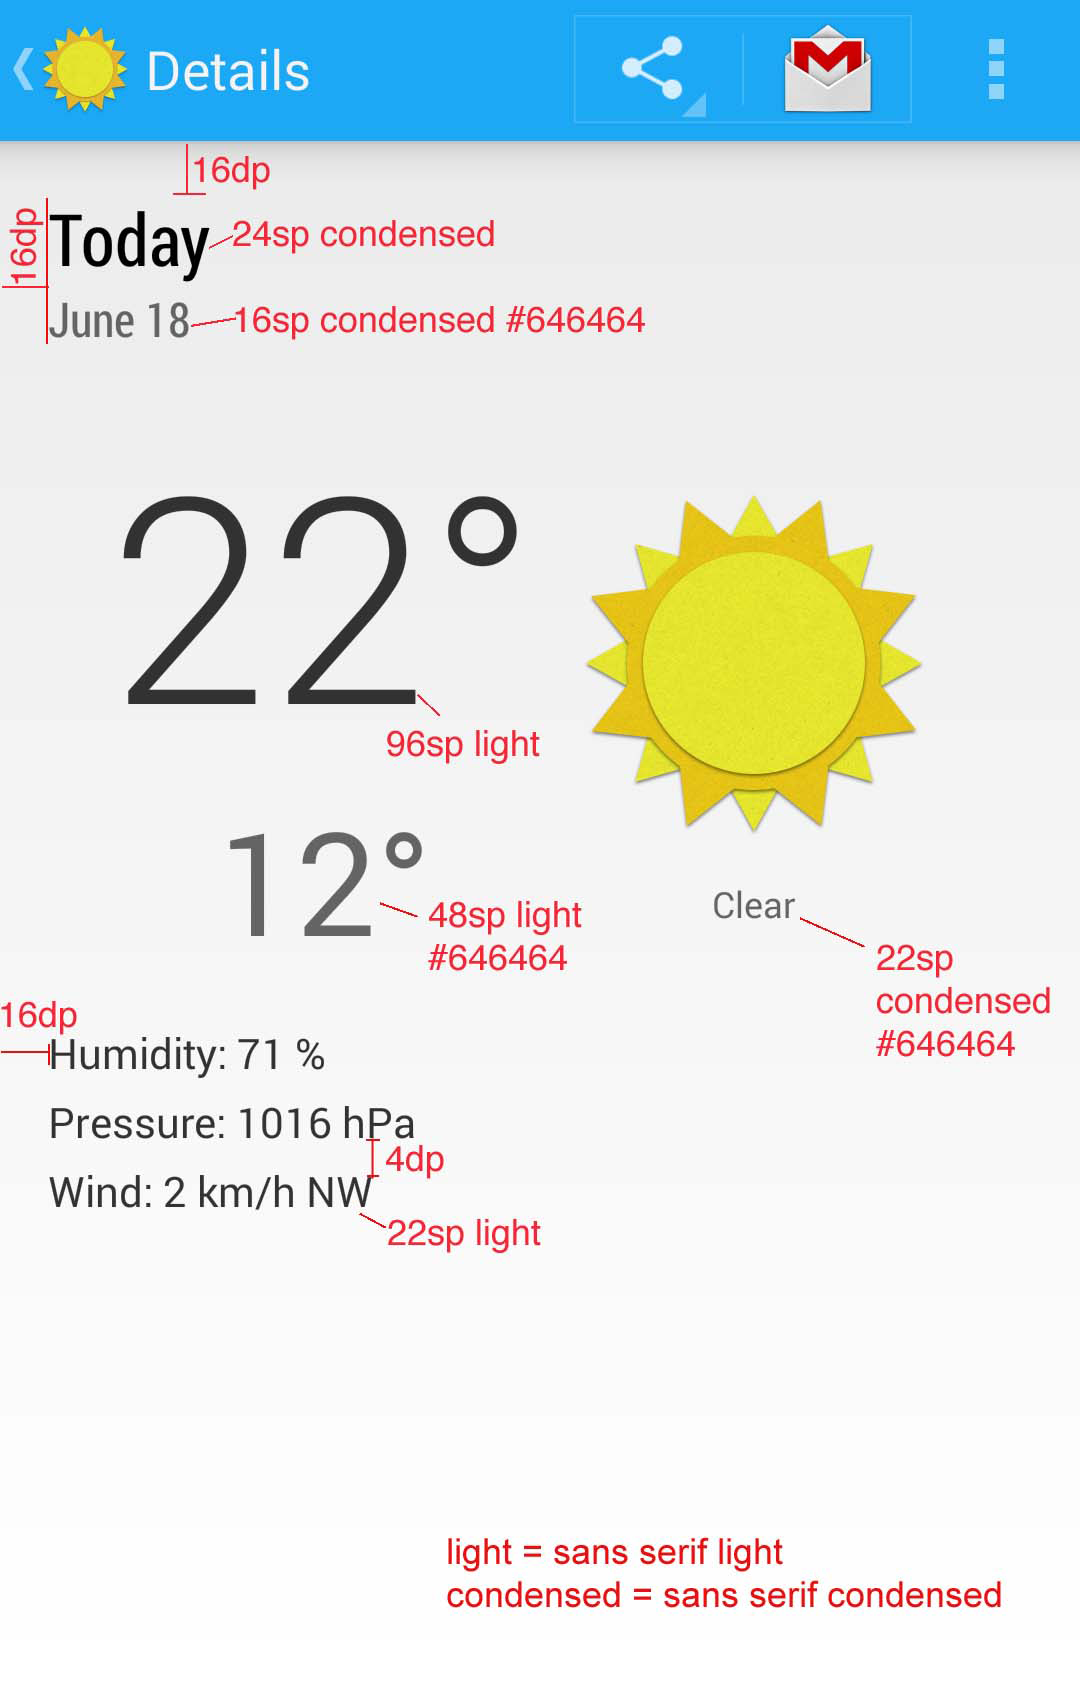 Details
16dp
16dp
Today
24sp condensed
June 18
16sp condensed #646464
22°
96sp light
12°
48sp light
#646464
Clear
22sp
condensed
#646464
16dp
Humidity: 71 %
Pressure: 1016 hPa
4dp
Wind: 2 km/h NW
22sp light
light = sans serif light
condensed = sans serif condensed